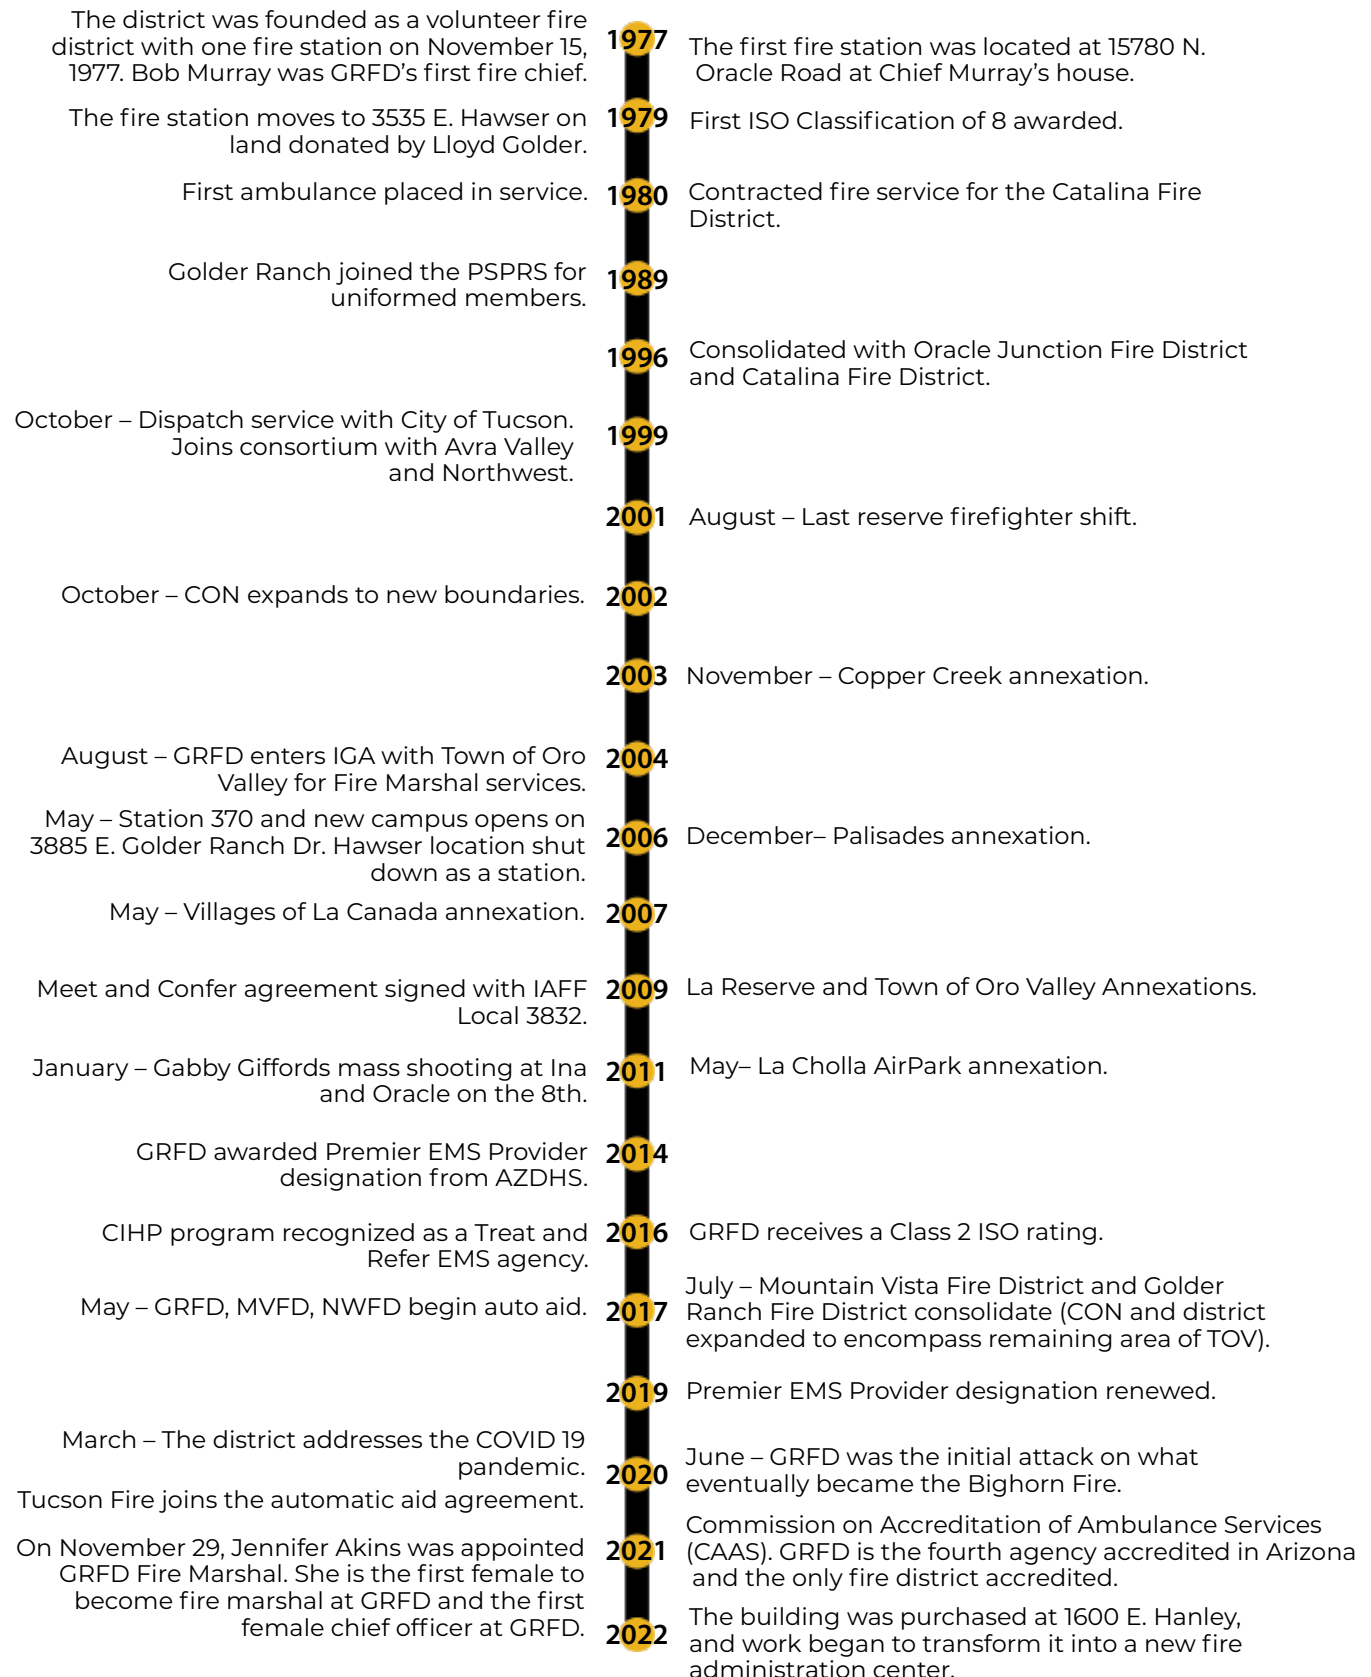 The district was founded as a volunteer fire
district with one fire station on November 15,
1977. Bob Murray was GRFD’s first fire chief.
1977
The first fire station was located at 15780 N.
Oracle Road at Chief Murray’s house.
The fire station moves to 3535 E. Hawser on
land donated by Lloyd Golder.
1979
First ISO Classification of 8 awarded.
First ambulance placed in service.
1980
Contracted fire service for the Catalina Fire
District.
Golder Ranch joined the PSPRS for
uniformed members.
1989
1996
Consolidated with Oracle Junction Fire District
and Catalina Fire District.
October – Dispatch service with City of Tucson.
Joins consortium with Avra Valley
and Northwest.
1999
2001
August – Last reserve firefighter shift.
October – CON expands to new boundaries.
2002
2003
November – Copper Creek annexation.
August – GRFD enters IGA with Town of Oro
Valley for Fire Marshal services.
2004
May – Station 370 and new campus opens on
3885 E. Golder Ranch Dr. Hawser location shut
down as a station.
2006
December– Palisades annexation.
May – Villages of La Canada annexation.
2007
Meet and Confer agreement signed with IAFF
Local 3832.
2009
La Reserve and Town of Oro Valley Annexations.
January – Gabby Giffords mass shooting at Ina
and Oracle on the 8th.
2011
May– La Cholla AirPark annexation.
GRFD awarded Premier EMS Provider
designation from AZDHS.
2014
CIHP program recognized as a Treat and
Refer EMS agency.
2016
GRFD receives a Class 2 ISO rating.
May – GRFD, MVFD, NWFD begin auto aid.
2017
July – Mountain Vista Fire District and Golder
Ranch Fire District consolidate (CON and district
expanded to encompass remaining area of TOV).
2019
Premier EMS Provider designation renewed.
March – The district addresses the COVID 19
pandemic.
Tucson Fire joins the automatic aid agreement.
2020
June – GRFD was the initial attack on what
eventually became the Bighorn Fire.
On November 29, Jennifer Akins was appointed
GRFD Fire Marshal. She is the first female to
become fire marshal at GRFD and the first
female chief officer at GRFD.
2021
Commission on Accreditation of Ambulance Services
(CAAS). GRFD is the fourth agency accredited in Arizona
and the only fire district accredited.
2022
The building was purchased at 1600 E. Hanley,
and work began to transform it into a new fire
administration center.